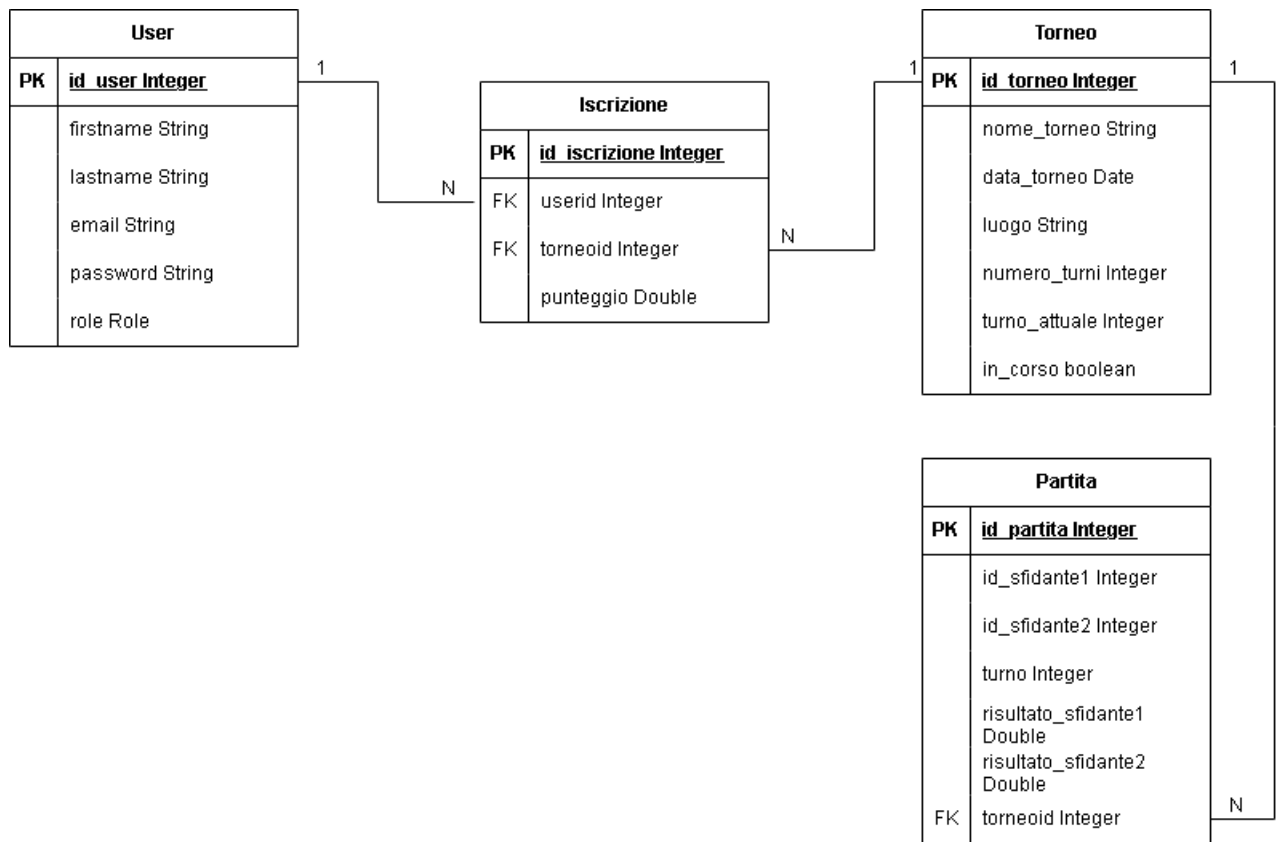 User
PK id_user Integer
firstname String
lastname String
email String
password String
role Role
1
N
Iscrizione
PK id_iscrizione Integer
FK userid Integer
FK torneoid Integer
punteggio Double
N
1
Torneo
PK id_torneo Integer
nome_torneo String
data_torneo Date
luogo String
numero_turni Integer
turno_attuale Integer
in_corso boolean
1
Partita
PK id_partita Integer
id_sfidante1 Integer
id_sfidante2 Integer
turno Integer
risultato_sfidante1
Double
risultato_sfidante2
Double
FK torneoid Integer
N